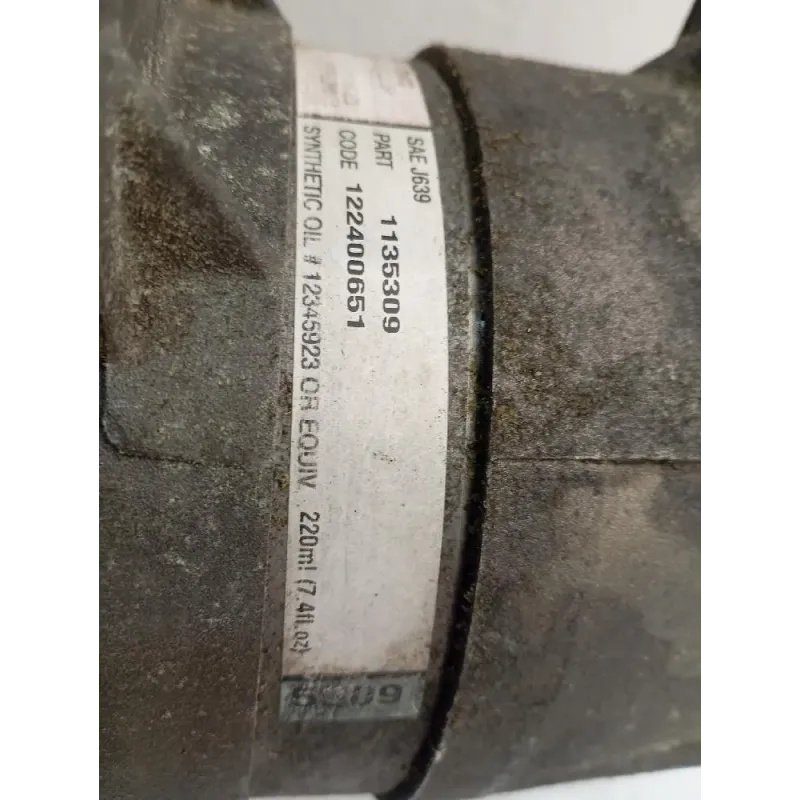 SAE J639
PART 1135309
CODE 122400651
SYNTHETIC OIL # 12345923 OR EQUIV. 220ml (7.4fl.oz)